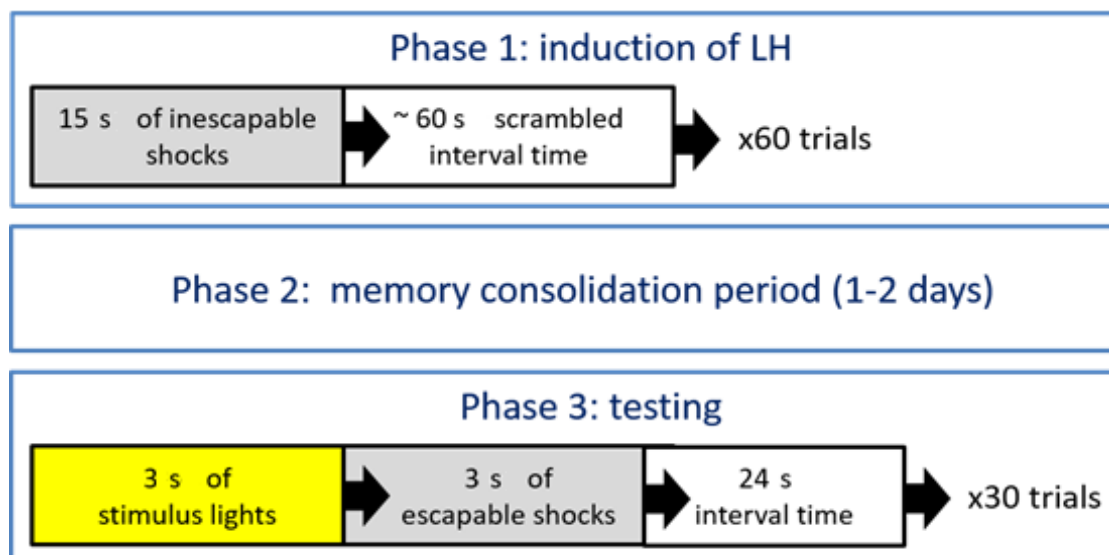 Phase 1: induction of LH
15 s of inescapable
shocks
~ 60 s scrambled
interval time
x60 trials
Phase 2: memory consolidation period (1-2 days)
Phase 3: testing
3 s of
stimulus lights
3 s of
escapable shocks
24 s
interval time
x30 trials